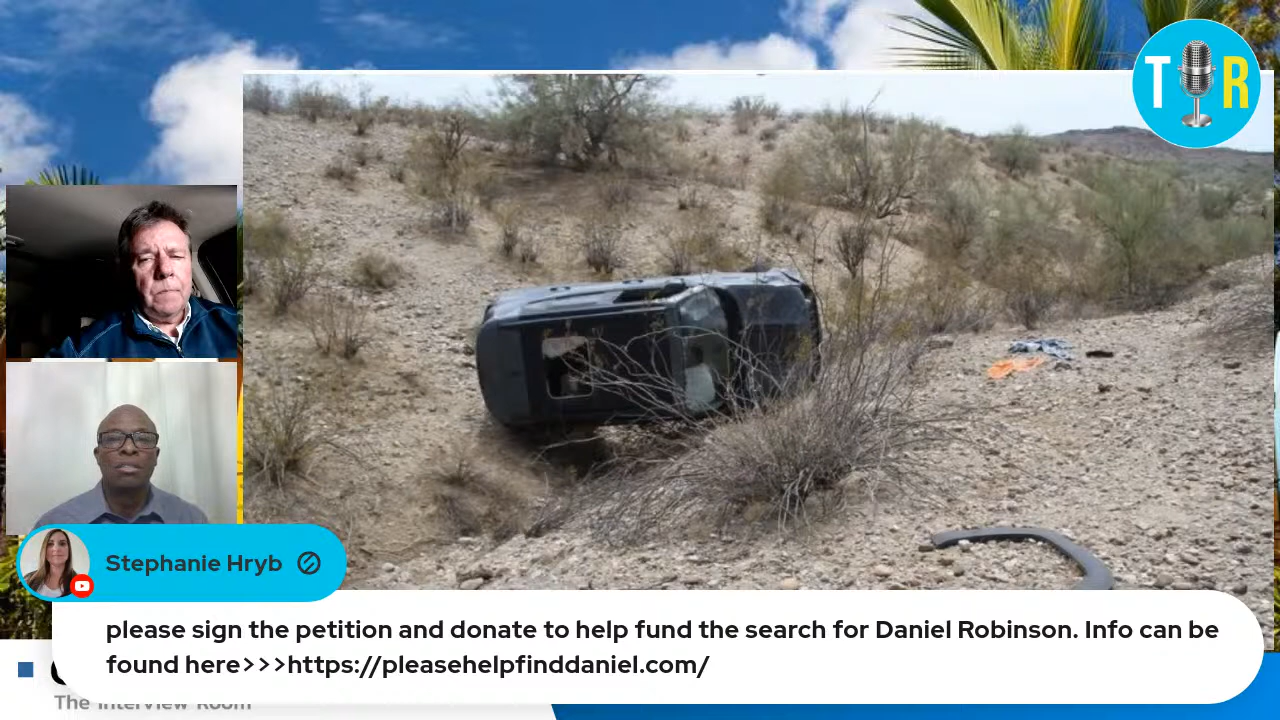 T R
Stephanie Hryb
please sign the petition and donate to help fund the search for Daniel Robinson. Info can be
found here>>>https://pleasehelpfinddaniel.com/
The Interview Room